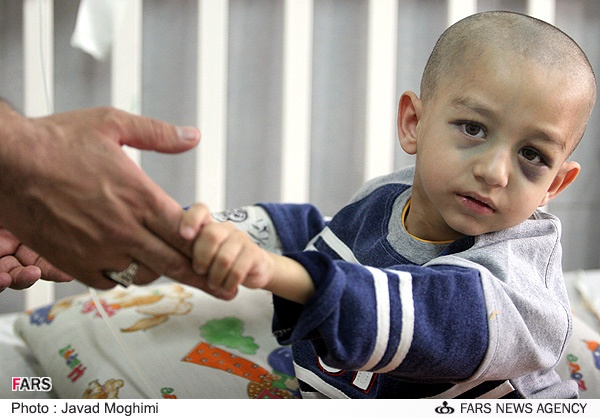 FARS
Photo : Javad Moghimi
FARS NEWS AGENCY